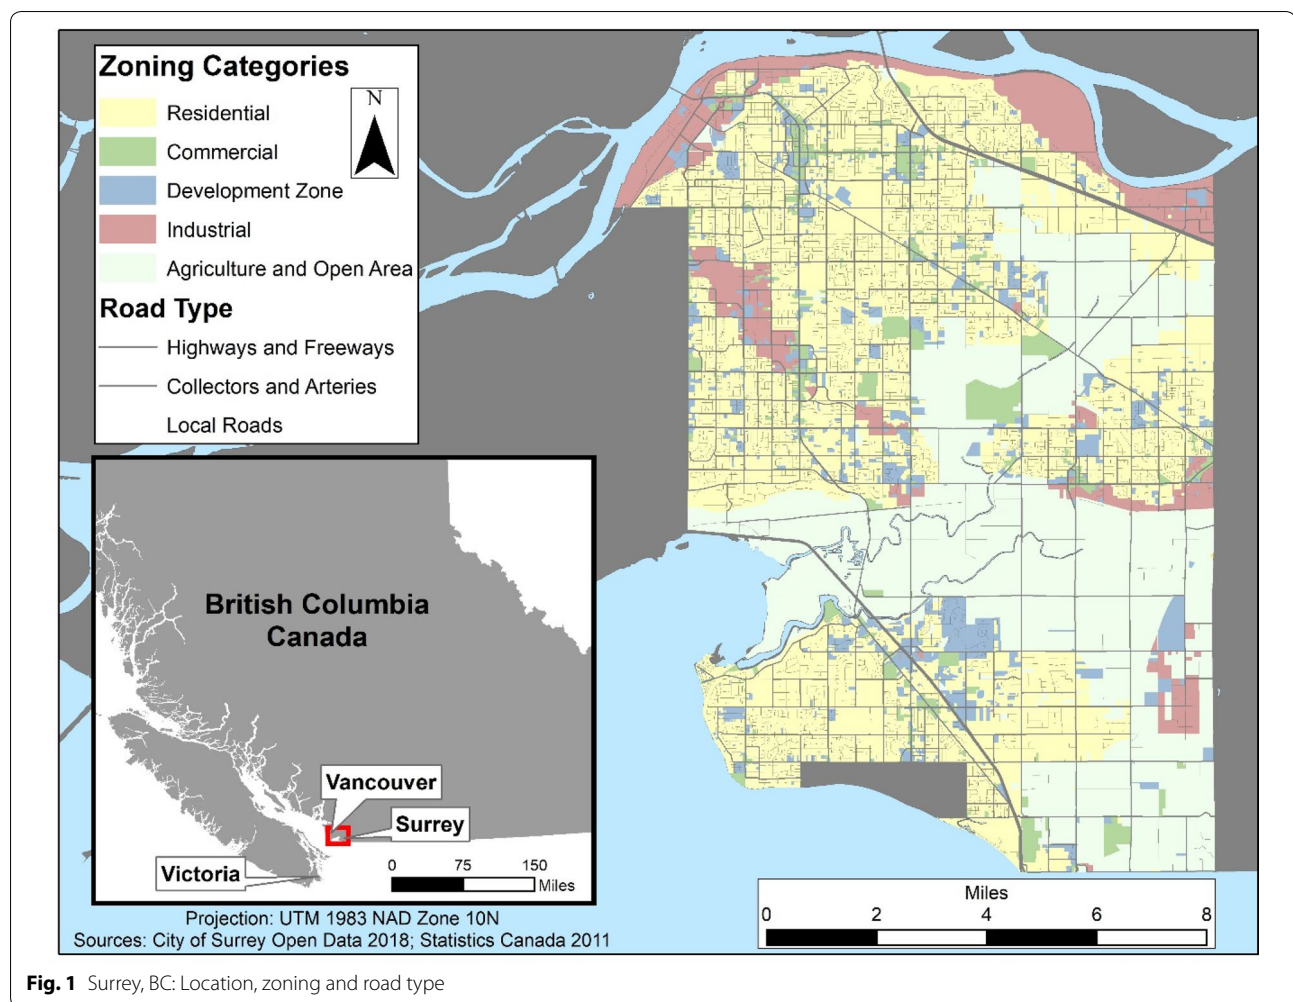 Zoning Categories
N
Residential
Commercial
Development Zone
Industrial
Agriculture and Open Area
Road Type
Highways and Freeways
Collectors and Arteries
Local Roads
British Columbia
Canada
Vancouver
Surrey
Victoria
0 75 150
Miles
Projection: UTM 1983 NAD Zone 10N
Sources: City of Surrey Open Data 2018; Statistics Canada 2011
Miles
0 2 4 6 8
Fig. 1 Surrey, BC: Location, zoning and road type